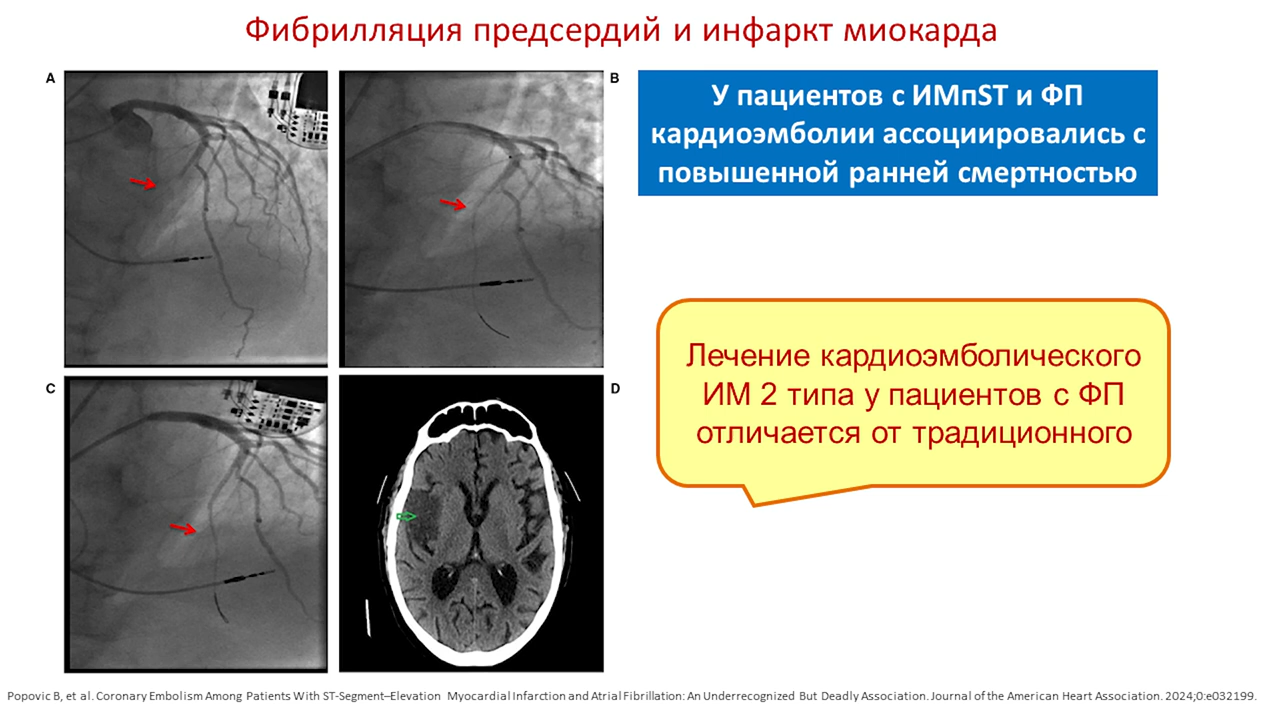 Фибрилляция предсердий и инфаркт миокарда
A
B
У пациентов с ИМпST и ФП
кардиоэмболии ассоциировались с
повышенной ранней смертностью
Лечение кардиоэмболического
ИМ 2 типа у пациентов с ФП
отличается от традиционного
C
D
Popovic B, et al. Coronary Embolism Among Patients With ST-Segment–Elevation Myocardial Infarction and Atrial Fibrillation: An Underrecognized But Deadly Association. Journal of the American Heart Association. 2024;0:e032199.